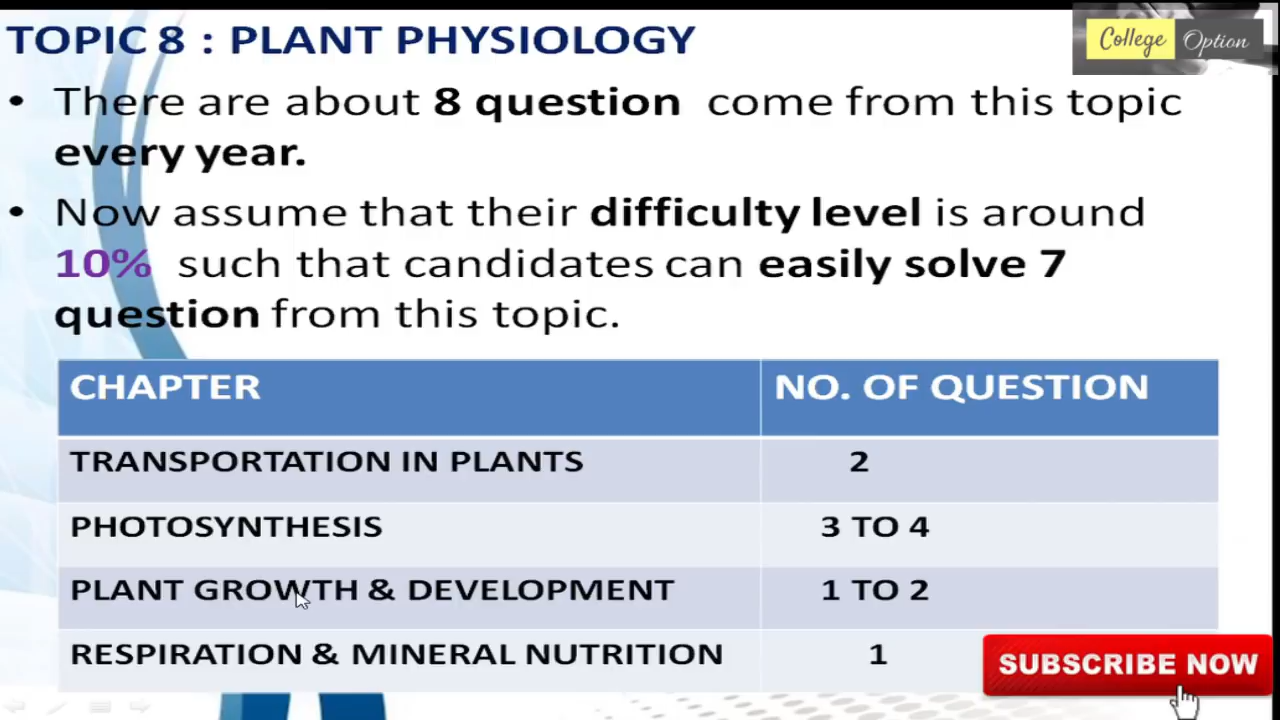 TOPIC 8 : PLANT PHYSIOLOGY
College Option
• There are about 8 question come from this topic
every year.
• Now assume that their difficulty level is around
10% such that candidates can easily solve 7
question from this topic.
CHAPTER NO. OF QUESTION
TRANSPORTATION IN PLANTS 2
PHOTOSYNTHESIS 3 TO 4
PLANT GROWTH & DEVELOPMENT 1 TO 2
RESPIRATION & MINERAL NUTRITION 1
SUBSCRIBE NOW